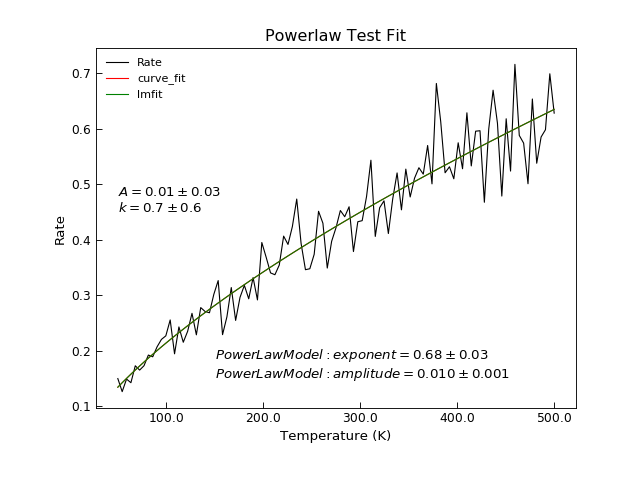 Powerlaw Test Fit
Rate
curve_fit
lmfit
A = 0.01 ± 0.03
k = 0.7 ± 0.6
PowerLawModel : exponent = 0.68 ± 0.03
PowerLawModel : amplitude = 0.010 ± 0.001
0.7
0.6
0.5
0.4
0.3
0.2
0.1
Rate
100.0 200.0 300.0 400.0 500.0
Temperature (K)